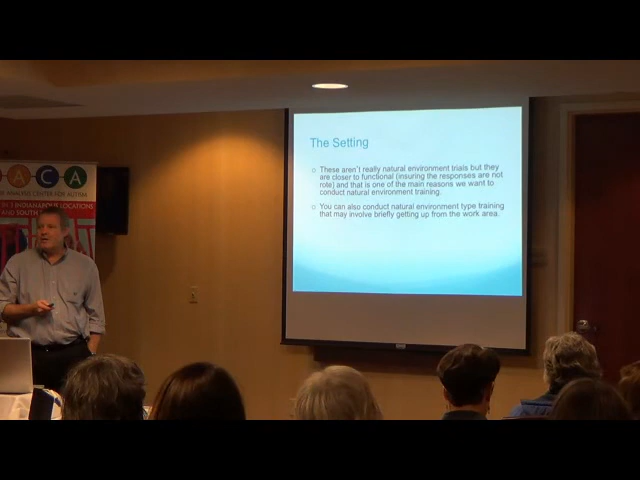 A C A
ANALYSIS CENTER FOR AUTISM
IN 3 INDIANAPOLIS LOCATIONS
AND SOUTH
The Setting
These aren't really natural environment trials but they
are closer to functional (insuring the responses are not
rote) and that is one of the main reasons we want to
conduct natural environment training.
You can also conduct natural environment type training
that may involve briefly getting up from the work area.